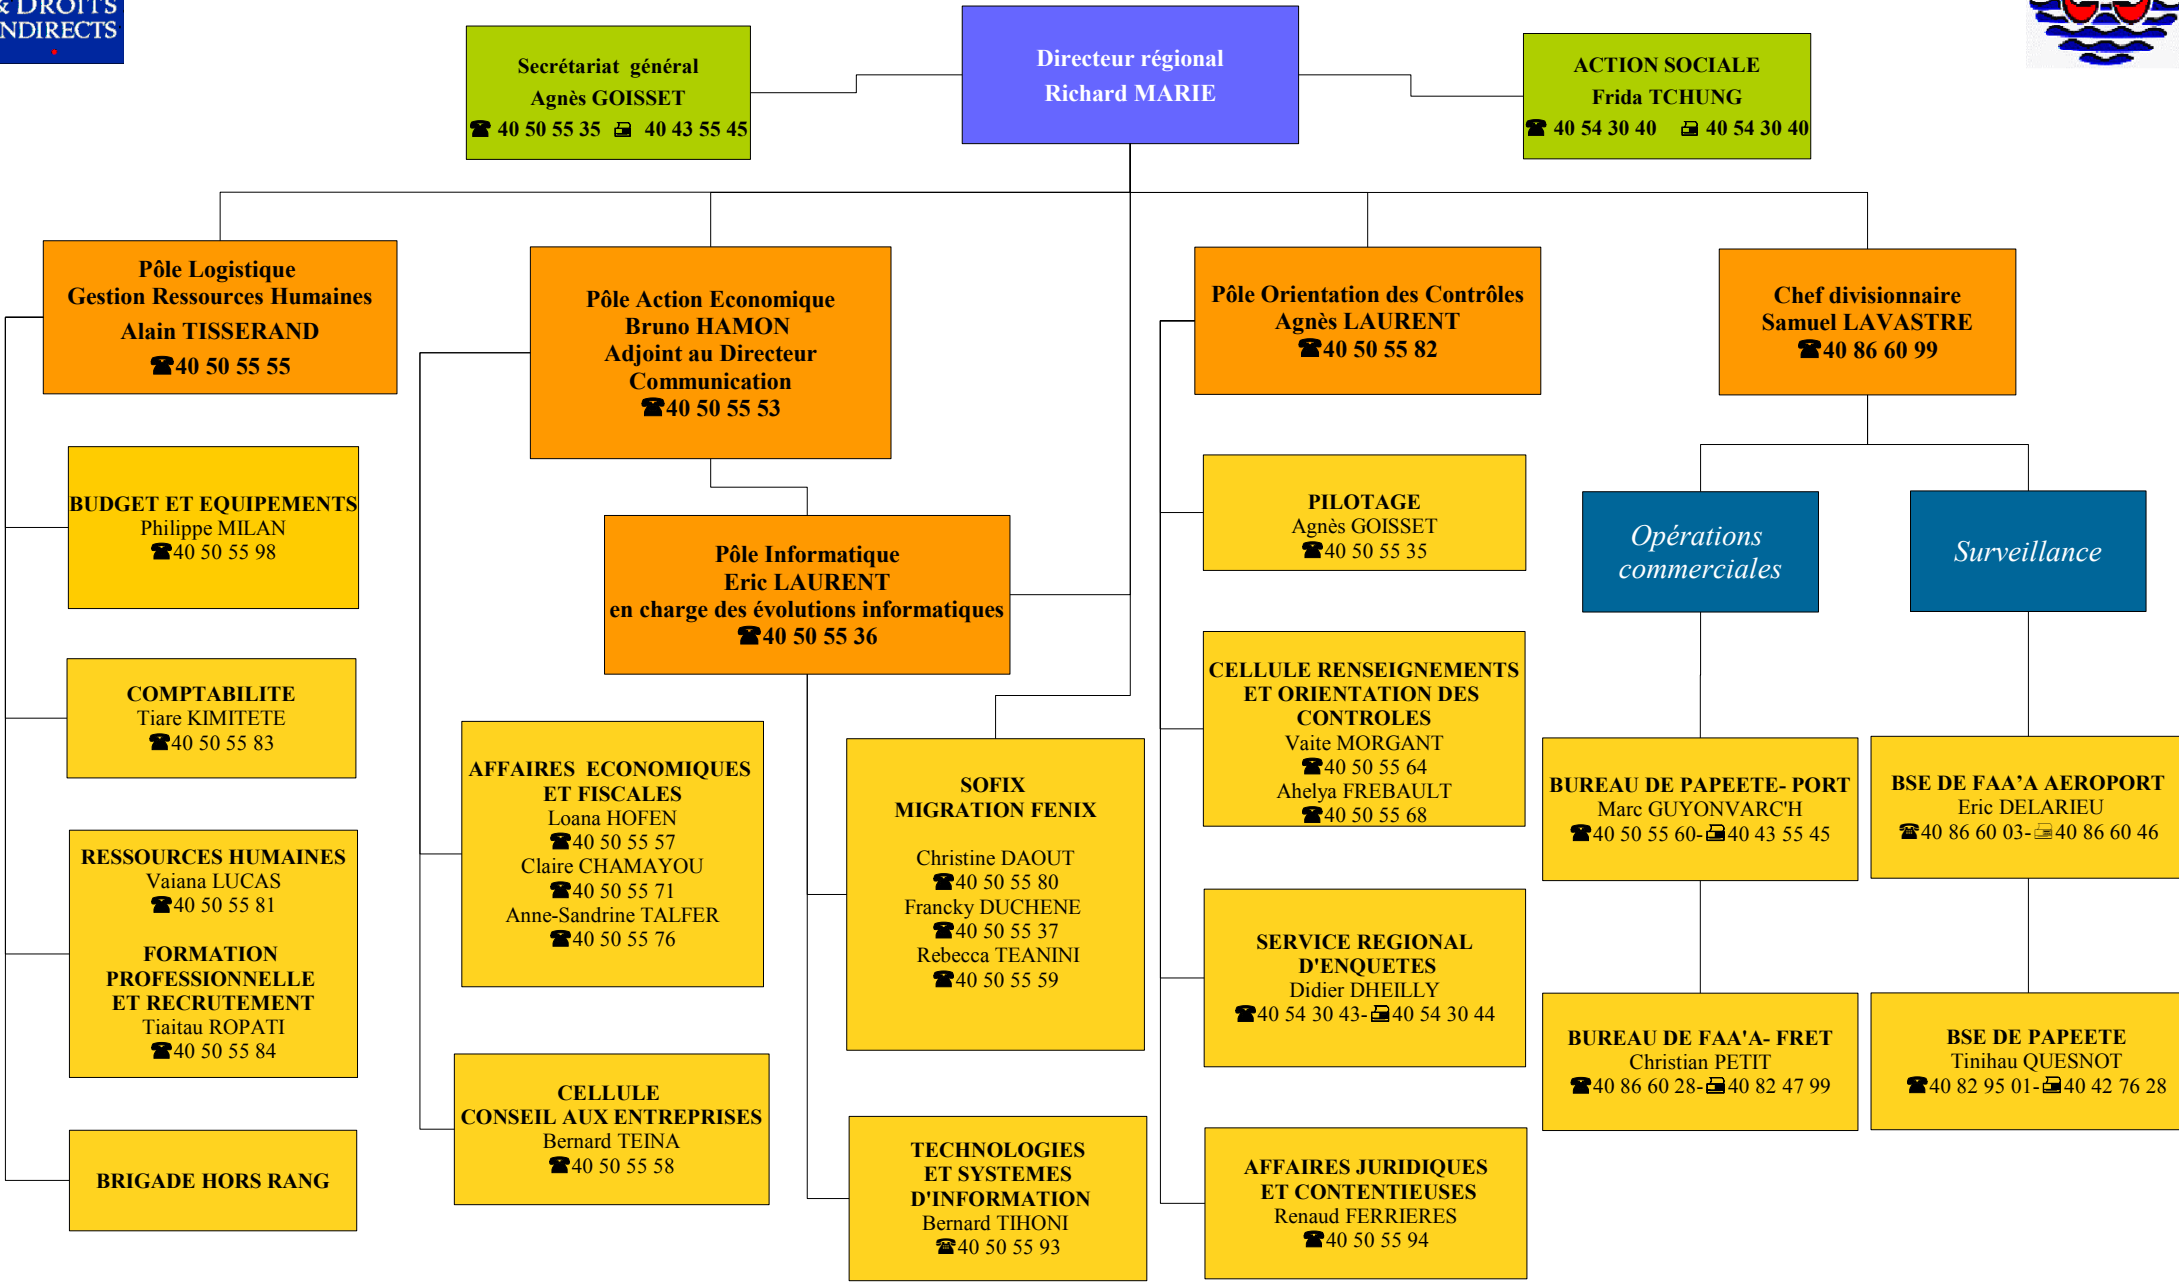 & DROITS
INDIRECTS
Secrétariat général
Agnès GOISSET
☎ 40 50 55 35 🖷 40 43 55 45
Directeur régional
Richard MARIE
ACTION SOCIALE
Frida TCHUNG
☎ 40 54 30 40 🖷 40 54 30 40
Pôle Logistique
Gestion Ressources Humaines
Alain TISSERAND
☎40 50 55 55
Pôle Action Economique
Bruno HAMON
Adjoint au Directeur
Communication
☎40 50 55 53
Pôle Orientation des Contrôles
Agnès LAURENT
☎40 50 55 82
Chef divisionnaire
Samuel LAVASTRE
☎40 86 60 99
BUDGET ET EQUIPEMENTS
Philippe MILAN
☎40 50 55 98
COMPTABILITE
Tiare KIMITETE
☎40 50 55 83
RESSOURCES HUMAINES
Vaiana LUCAS
☎40 50 55 81
FORMATION
PROFESSIONNELLE
ET RECRUTEMENT
Tiaitau ROPATI
☎40 50 55 84
BRIGADE HORS RANG
Pôle Informatique
Eric LAURENT
en charge des évolutions informatiques
☎40 50 55 36
AFFAIRES ECONOMIQUES
ET FISCALES
Loana HOFEN
☎40 50 55 57
Claire CHAMAYOU
☎40 50 55 71
Anne-Sandrine TALFER
☎40 50 55 76
CELLULE
CONSEIL AUX ENTREPRISES
Bernard TEINA
☎40 50 55 58
SOFIX
MIGRATION FENIX
Christine DAOUT
☎40 50 55 80
Francky DUCHENE
☎40 50 55 37
Rebecca TEANINI
☎40 50 55 59
TECHNOLOGIES
ET SYSTEMES
D'INFORMATION
Bernard TIHONI
☎40 50 55 93
PILOTAGE
Agnès GOISSET
☎40 50 55 35
CELLULE RENSEIGNEMENTS
ET ORIENTATION DES
CONTROLES
Vaite MORGANT
☎40 50 55 64
Ahelya FREBAULT
☎40 50 55 68
SERVICE REGIONAL
D'ENQUETES
Didier DHEILLY
☎40 54 30 43-🖷40 54 30 44
AFFAIRES JURIDIQUES
ET CONTENTIEUSES
Renaud FERRIERES
☎40 50 55 94
Opérations
commerciales
Surveillance
BUREAU DE PAPEETE- PORT
Marc GUYONVARC'H
☎40 50 55 60-🖷40 43 55 45
BUREAU DE FAA'A- FRET
Christian PETIT
☎40 86 60 28-🖷40 82 47 99
BSE DE FAA’A AEROPORT
Eric DELARIEU
☎40 86 60 03-🖷40 86 60 46
BSE DE PAPEETE
Tinihau QUESNOT
☎40 82 95 01-🖷40 42 76 28